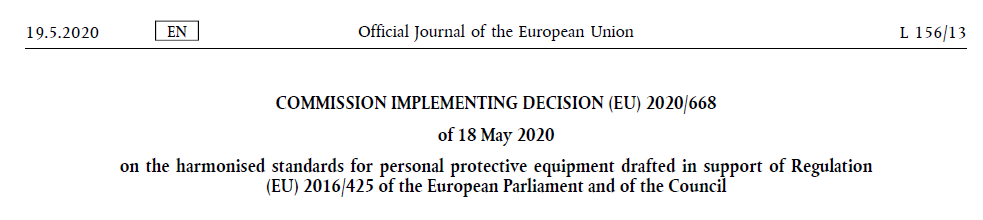 19.5.2020 EN Official Journal of the European Union L 156/13
COMMISSION IMPLEMENTING DECISION (EU) 2020/668
of 18 May 2020
on the harmonised standards for personal protective equipment drafted in support of Regulation
(EU) 2016/425 of the European Parliament and of the Council